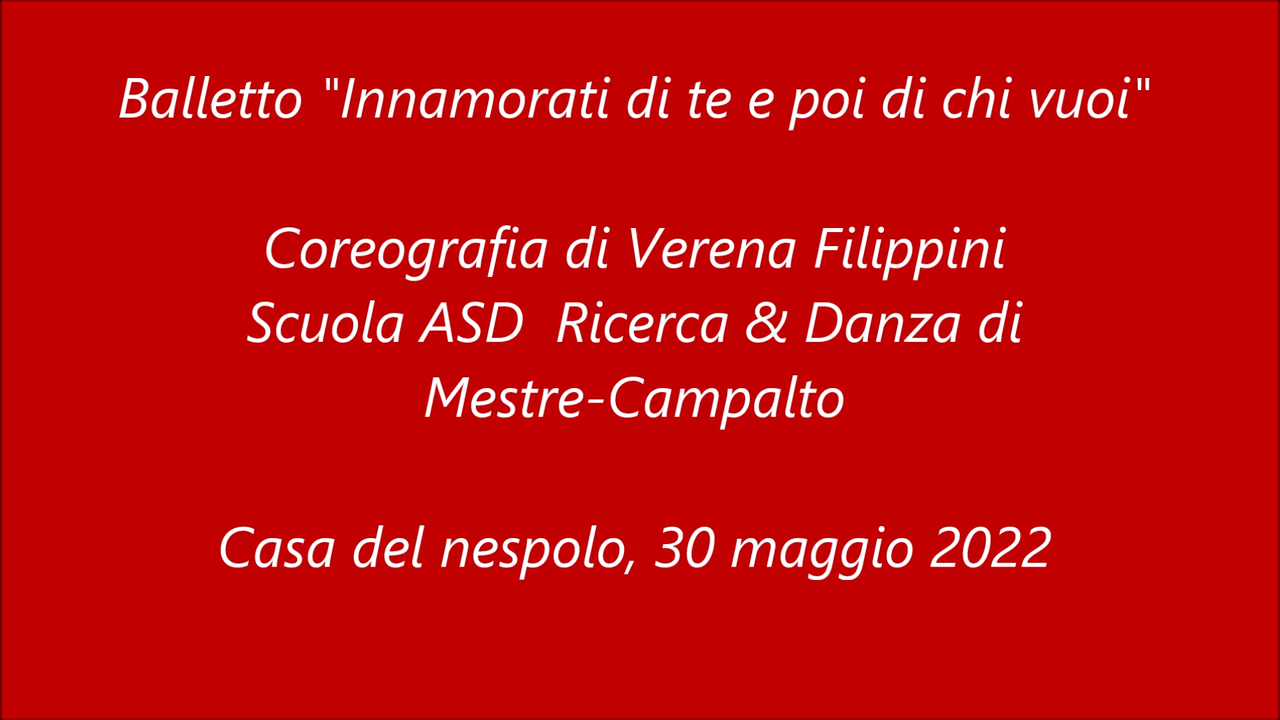 Balletto "Innamorati di te e poi di chi vuoi"
Coreografia di Verena Filippini
Scuola ASD  Ricerca & Danza di
Mestre-Campalto
Casa del nespolo, 30 maggio 2022